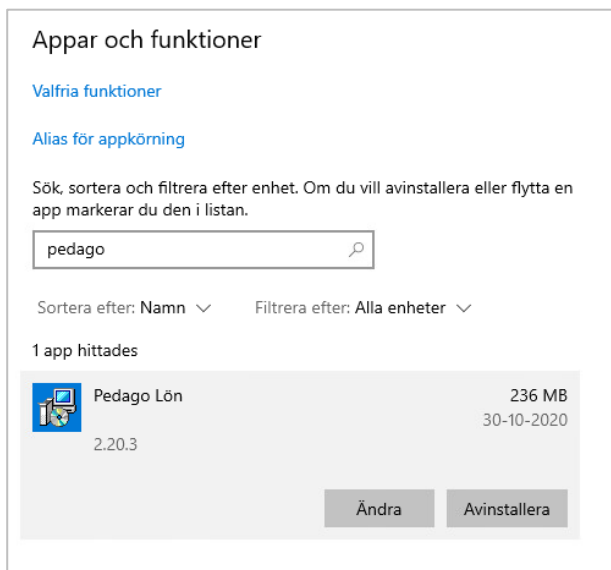 Appar och funktioner
Valfria funktioner
Alias för appkörning
Sök, sortera och filtrera efter enhet. Om du vill avinstallera eller flytta en
app markerar du den i listan.
pedago
Sortera efter: Namn Filtrera efter: Alla enheter
1 app hittades
Pedago Lön 236 MB
30-10-2020
2.20.3
Ändra Avinstallera